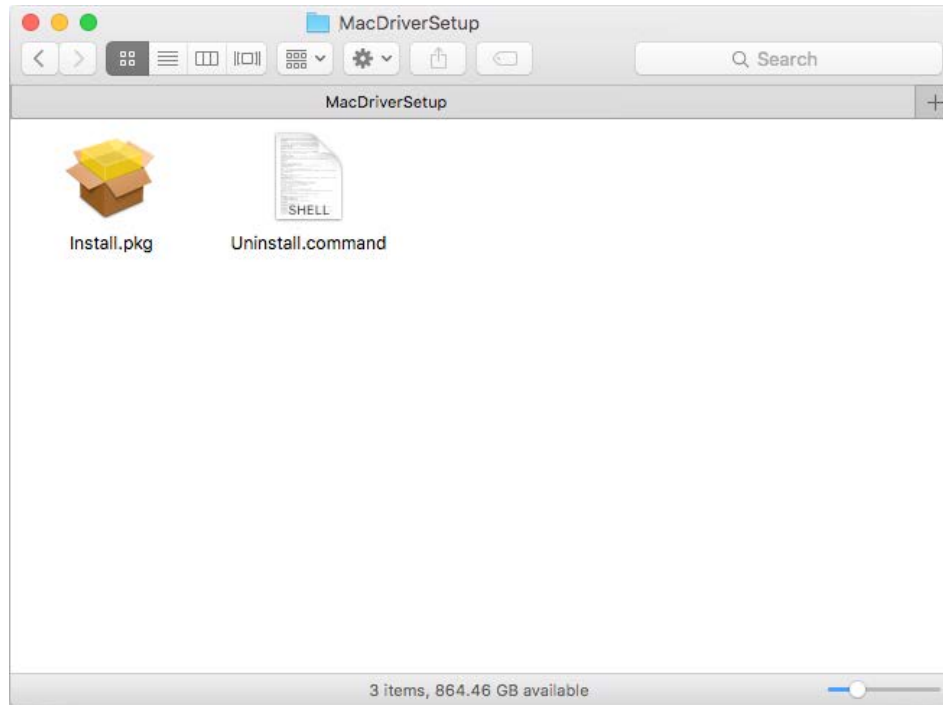 MacDriverSetup
Search
MacDriverSetup
SHELL
Install.pkg
Uninstall.command
3 items, 864.46 GB available